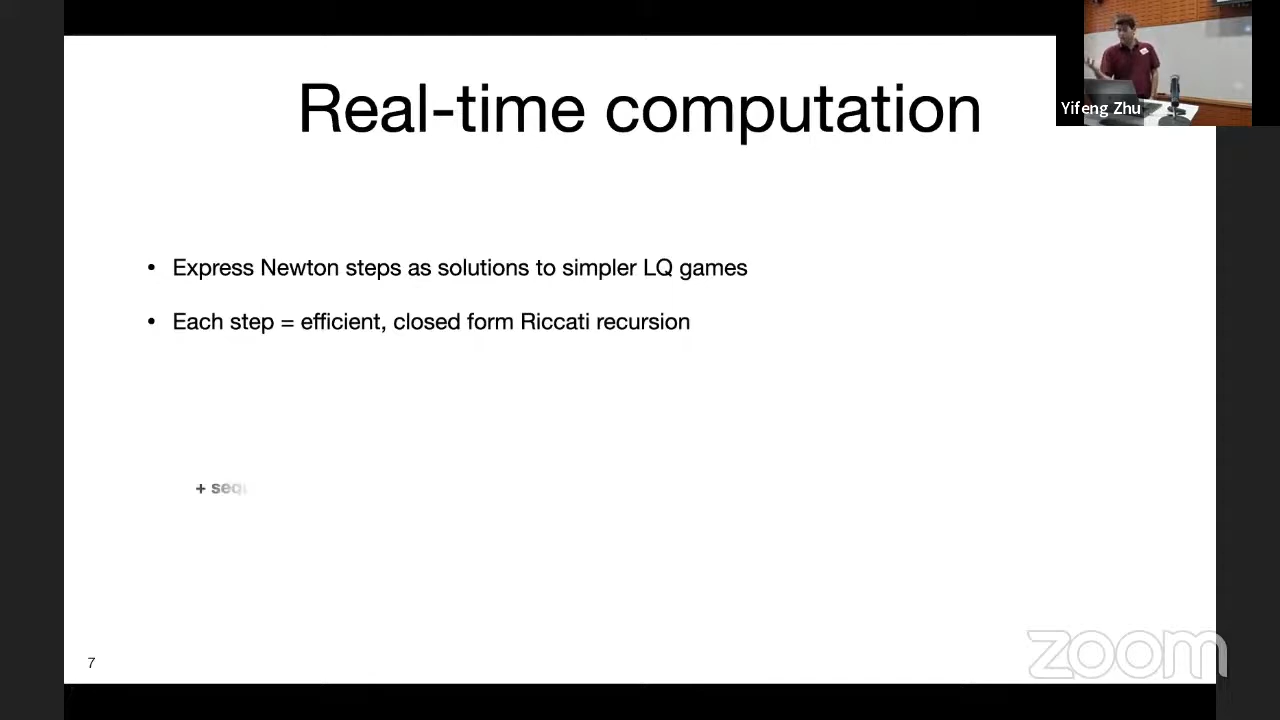 Real-time computation
Yifeng Zhu
• Express Newton steps as solutions to simpler LQ games
• Each step = efficient, closed form Riccati recursion
+ sequ
7
zoom